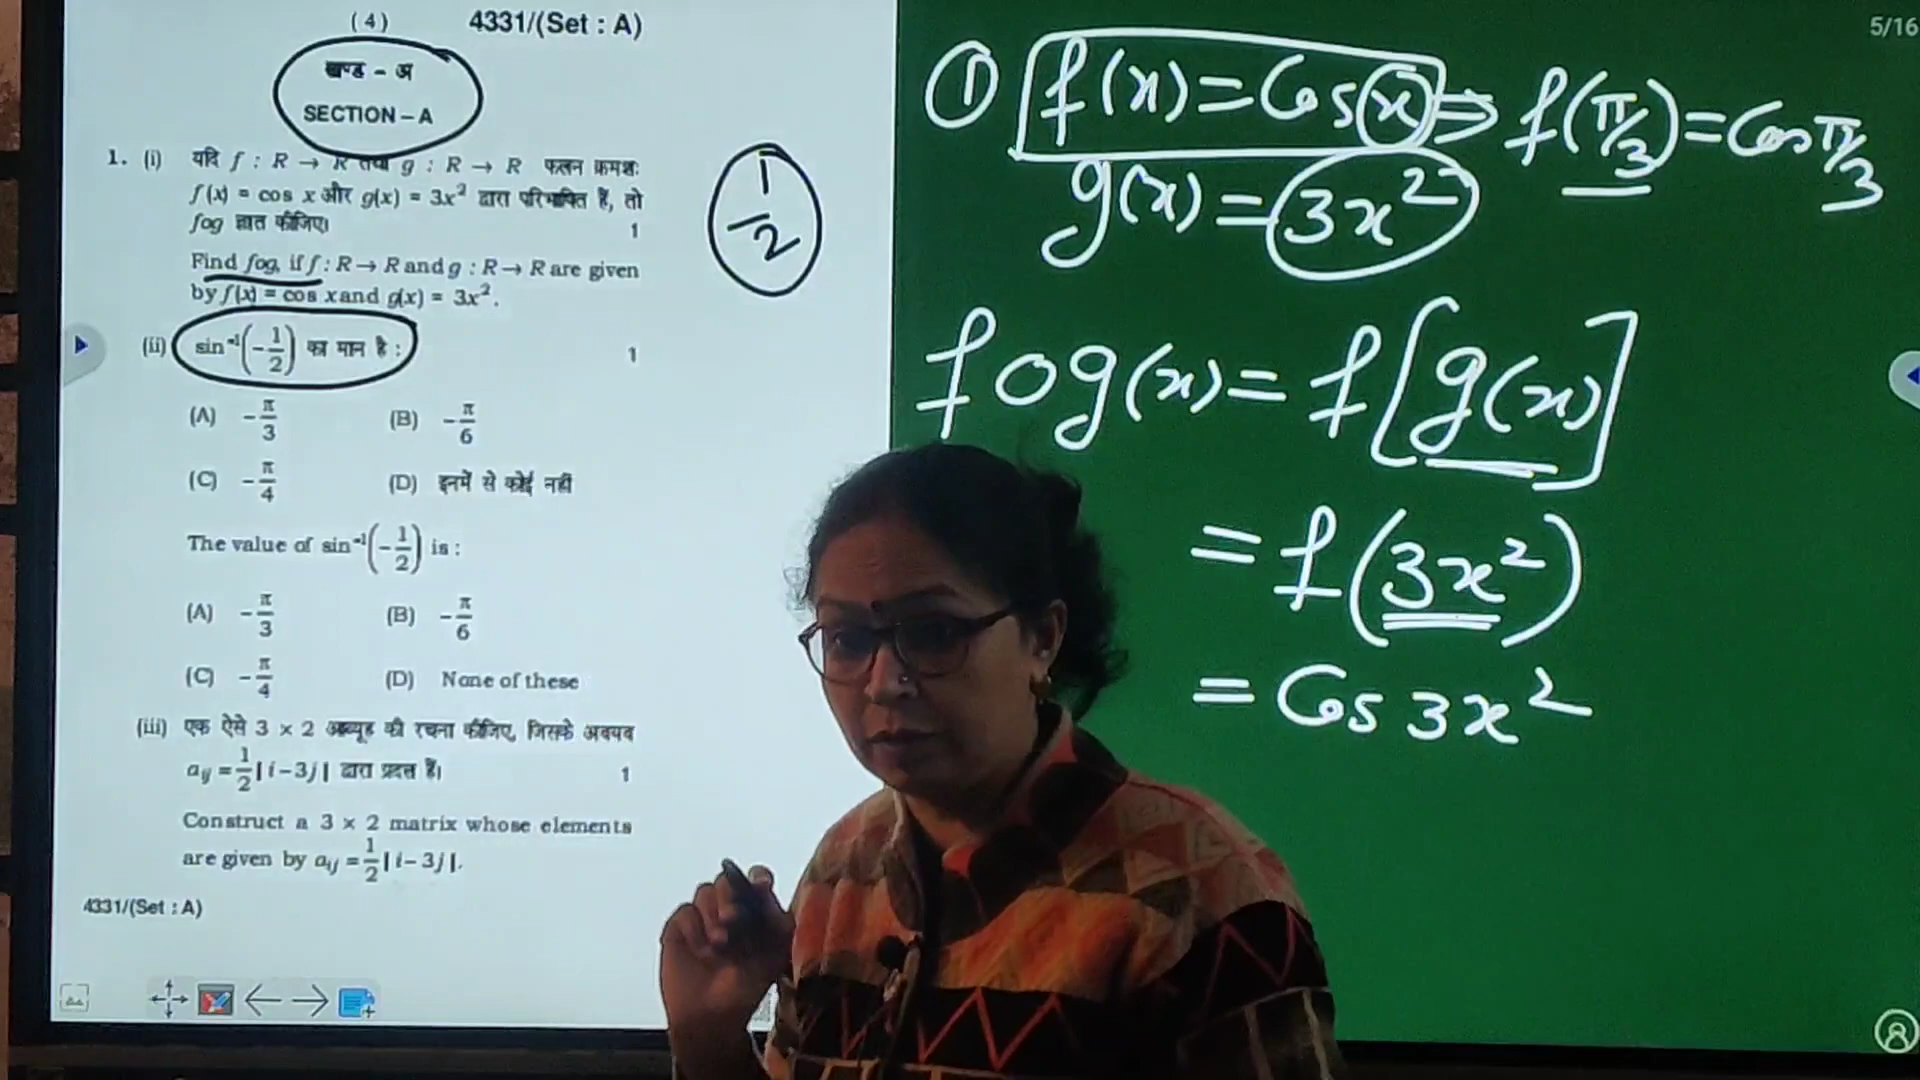 ( 4 )
4331/(Set : A)
खण्ड – अ
SECTION – A
1. (i) यदि f : R → R तथा g : R → R फलन क्रमशः
f(x) = cos x और g(x) = 3x² द्वारा परिभाषित हैं, तो
fog ज्ञात कीजिए। 1
Find fog, if f : R → R and g : R → R are given
by f(x) = cos x and g(x) = 3x².
(ii) sin⁻¹(-1/2) का मान है : 1
(A) -π/3 (B) -π/6
(C) -π/4 (D) इनमें से कोई नहीं
The value of sin⁻¹(-1/2) is :
(A) -π/3 (B) -π/6
(C) -π/4 (D) None of these
(iii) एक ऐसे 3 × 2 आव्यूह की रचना कीजिए, जिसके अवयव
aij = 1/2 | i – 3j | द्वारा प्रदत्त हैं। 1
Construct a 3 × 2 matrix whose elements
are given by aij = 1/2 | i – 3j |.
4331/(Set : A)
1
-2
5/16
① f(x) = Cos x ⇒ f(π/3) = Cos π/3
g(x) = 3x²
fog(x) = f[g(x)]
= f(3x²)
= Cos 3x²